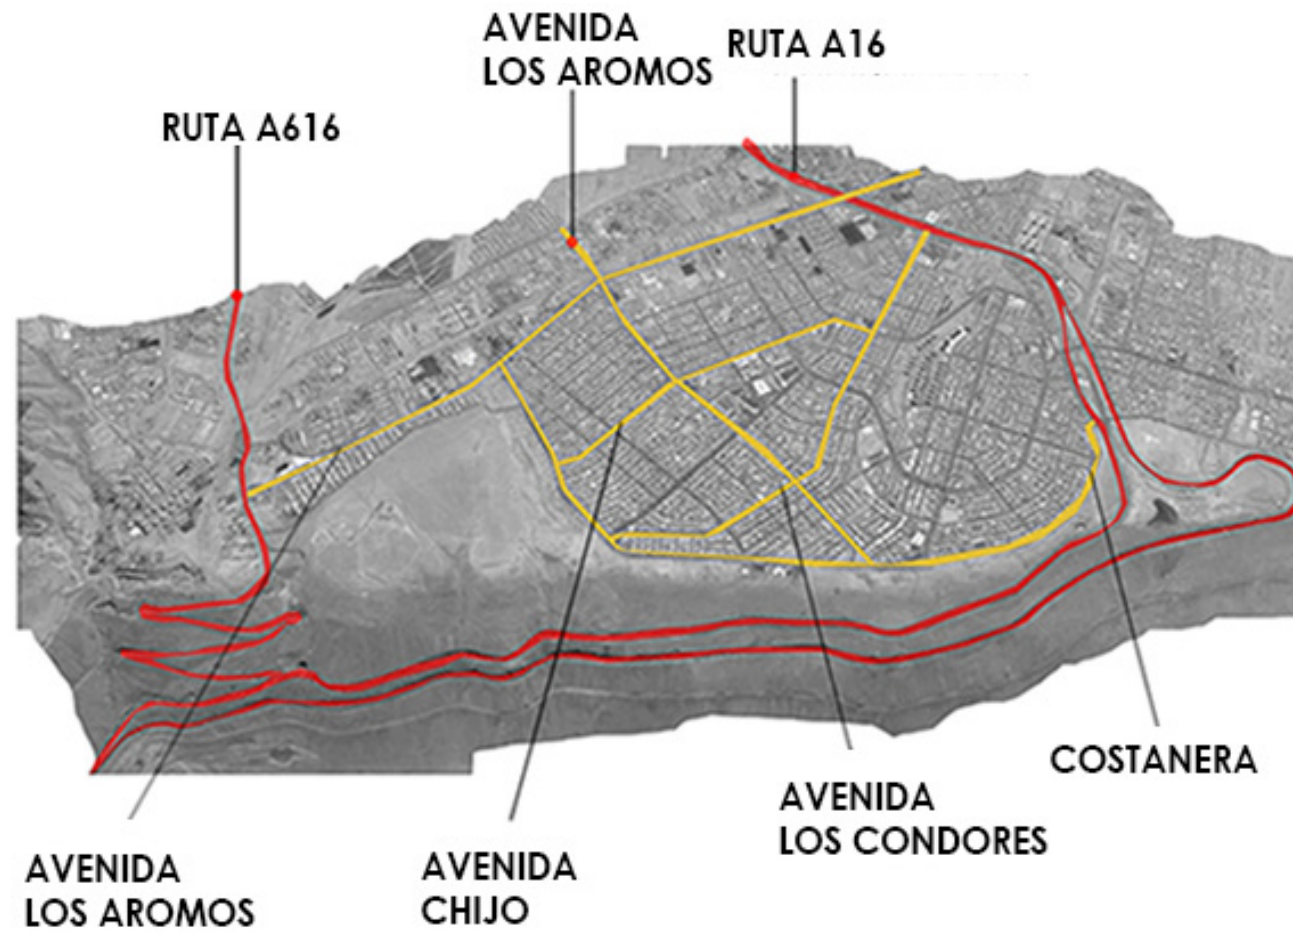 AVENIDA
LOS AROMOS
RUTA A16
RUTA A616
COSTANERA
AVENIDA
LOS CONDORES
AVENIDA
CHIJO
AVENIDA
LOS AROMOS